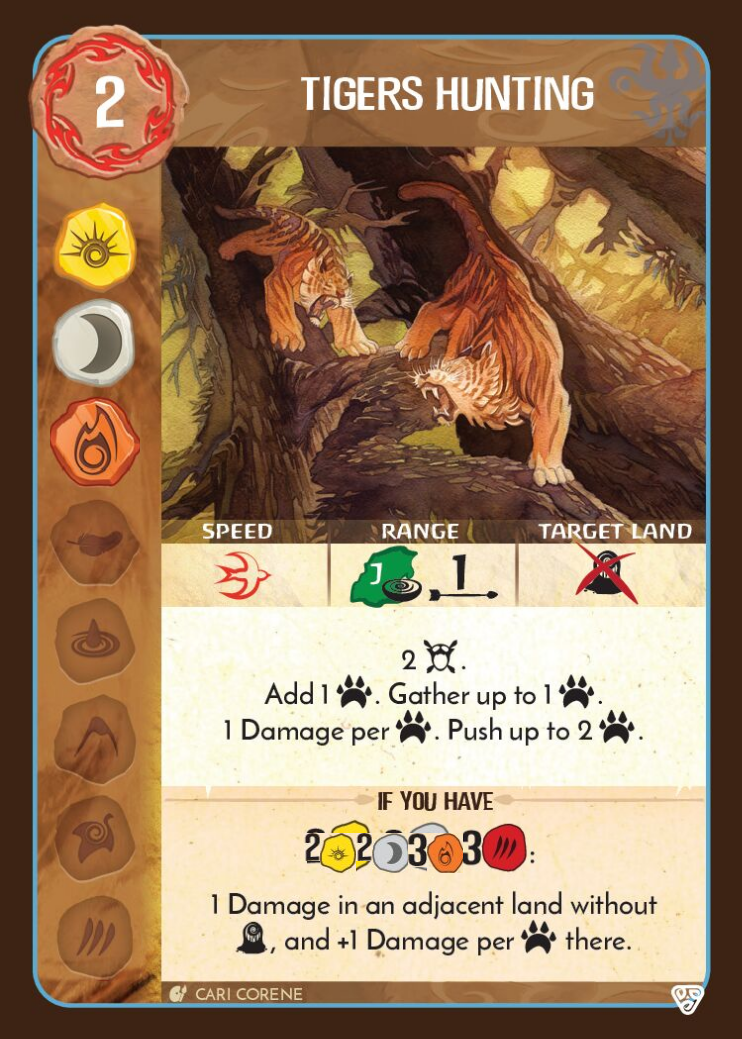 2
TIGERS HUNTING
SPEED RANGE TARGET LAND
J 1
2 .
Add 1 . Gather up to 1 .
1 Damage per . Push up to 2 .
IF YOU HAVE
2 2 3 3 :
1 Damage in an adjacent land without
, and +1 Damage per there.
CARI CORENE